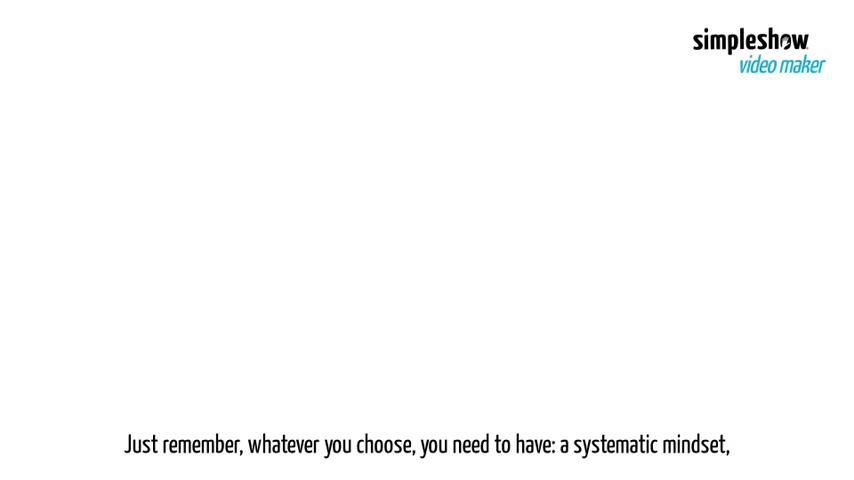 simpleshow
video maker
Just remember, whatever you choose, you need to have: a systematic mindset,